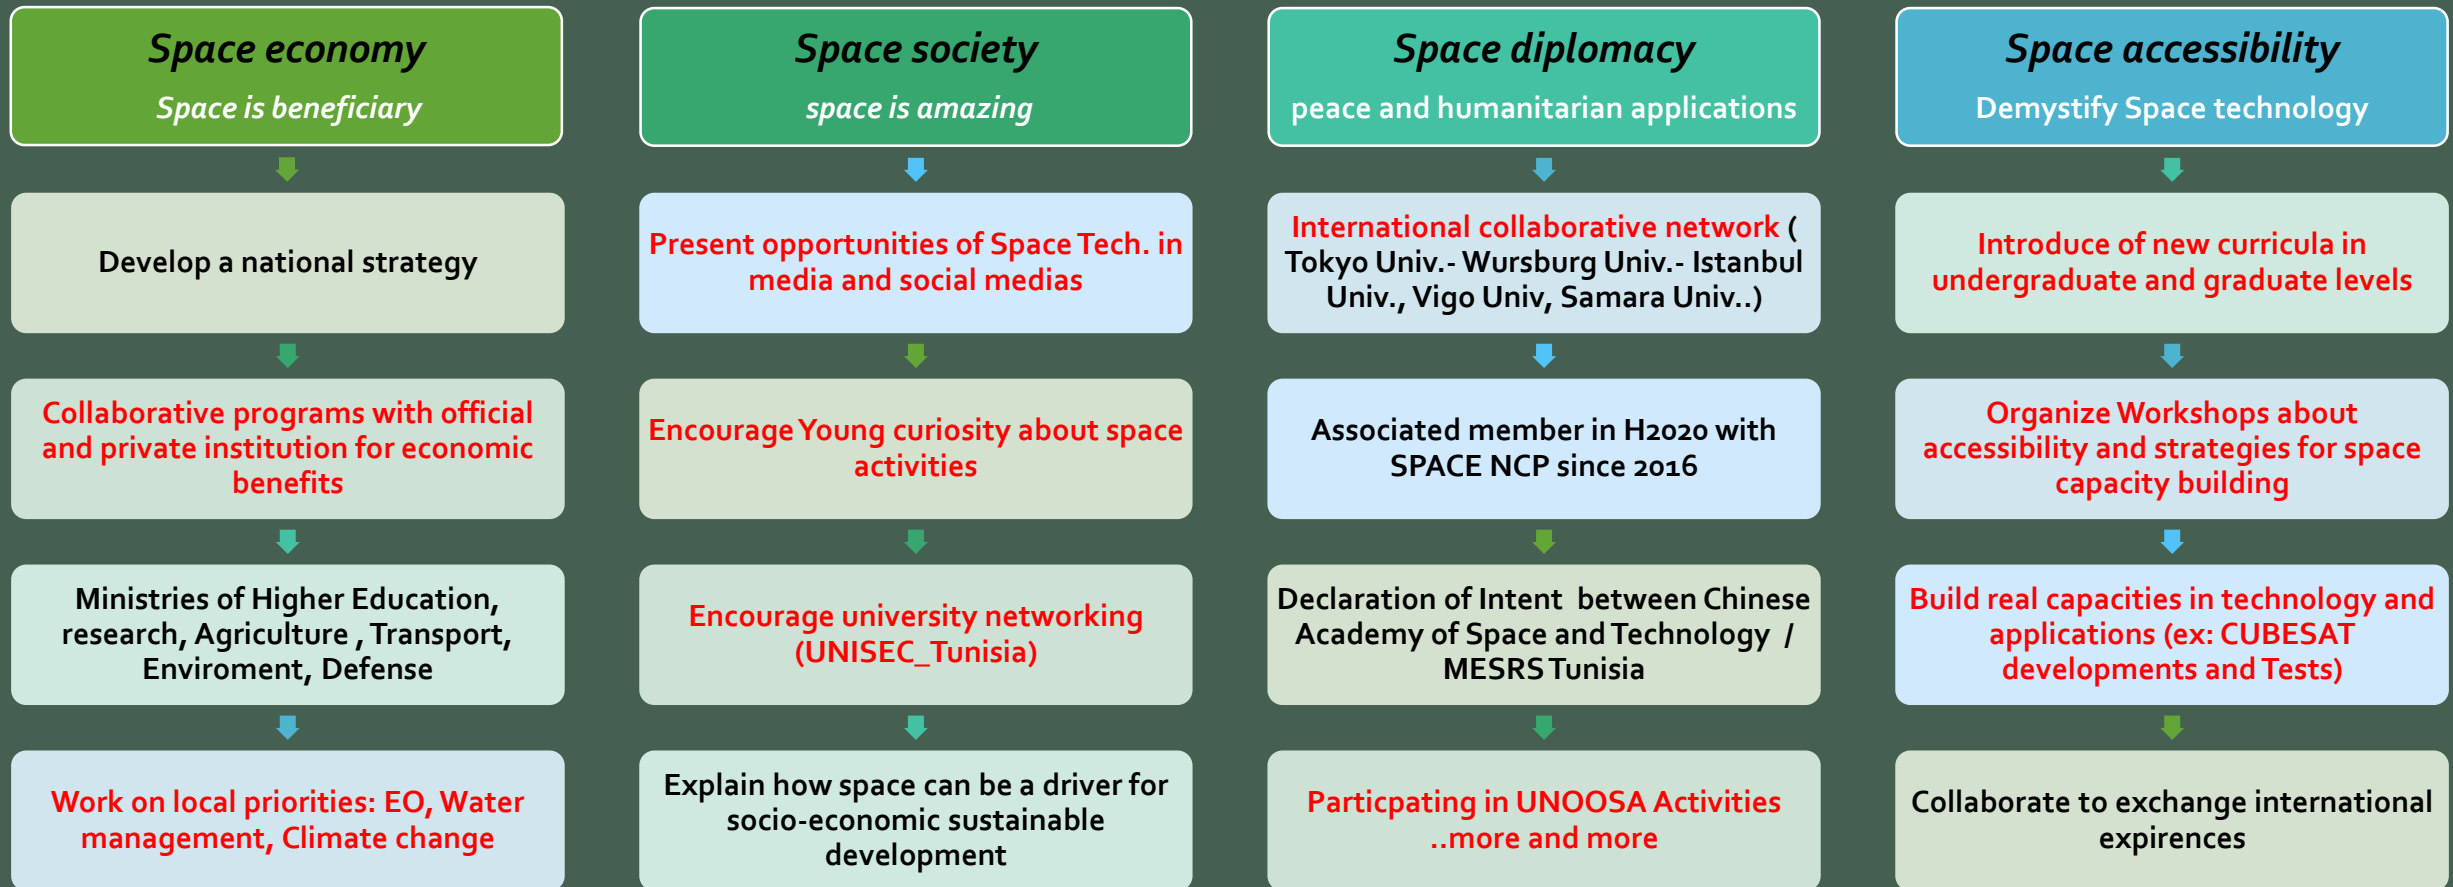 Space economy
Space is beneficiary
Develop a national strategy
Collaborative programs with official
and private institution for economic
benefits
Ministries of Higher Education,
research, Agriculture , Transport,
Enviroment, Defense
Work on local priorities: EO, Water
management, Climate change
Space society
space is amazing
Present opportunities of Space Tech. in
media and social medias
Encourage Young curiosity about space
activities
Encourage university networking
(UNISEC_Tunisia)
Explain how space can be a driver for
socio-economic sustainable
development
Space diplomacy
peace and humanitarian applications
International collaborative network (
Tokyo Univ.- Wursburg Univ.- Istanbul
Univ., Vigo Univ, Samara Univ..)
Associated member in H2020 with
SPACE NCP since 2016
Declaration of Intent between Chinese
Academy of Space and Technology /
MESRS Tunisia
Particpating in UNOOSA Activities
..more and more
Space accessibility
Demystify Space technology
Introduce of new curricula in
undergraduate and graduate levels
Organize Workshops about
accessibility and strategies for space
capacity building
Build real capacities in technology and
applications (ex: CUBESAT
developments and Tests)
Collaborate to exchange international
expirences